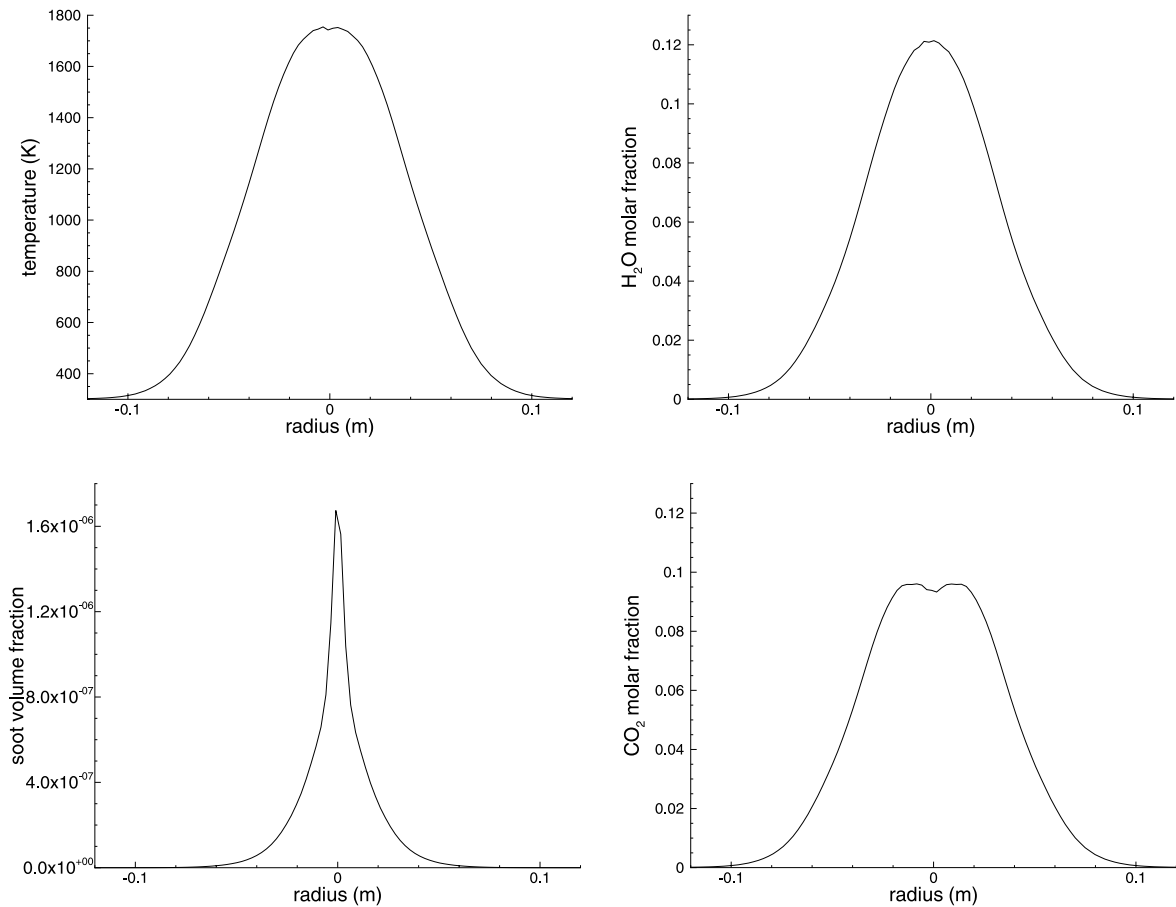 1800
1600
1400
1200
1000
800
600
400
temperature (K)
-0.1
0
0.1
radius (m)
0.12
0.1
0.08
0.06
0.04
0.02
0
H₂O molar fraction
-0.1
0
0.1
radius (m)
1.6x10⁻⁰⁶
1.2x10⁻⁰⁶
8.0x10⁻⁰⁷
4.0x10⁻⁰⁷
0.0x10⁺⁰⁰
soot volume fraction
-0.1
0
0.1
radius (m)
0.12
0.1
0.08
0.06
0.04
0.02
0
CO₂ molar fraction
-0.1
0
0.1
radius (m)